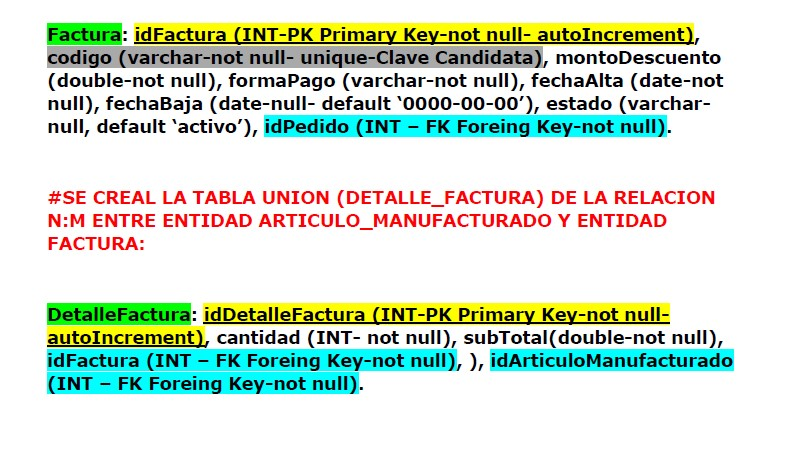 Factura: idFactura (INT-PK Primary Key-not null- autoIncrement),
codigo (varchar-not null- unique-Clave Candidata), montoDescuento
(double-not null), formaPago (varchar-not null), fechaAlta (date-not
null), fechaBaja (date-null- default ‘0000-00-00’), estado (varchar-
null, default ‘activo’), idPedido (INT – FK Foreing Key-not null).
#SE CREAL LA TABLA UNION (DETALLE_FACTURA) DE LA RELACION
N:M ENTRE ENTIDAD ARTICULO_MANUFACTURADO Y ENTIDAD
FACTURA:
DetalleFactura: idDetalleFactura (INT-PK Primary Key-not null-
autoIncrement), cantidad (INT- not null), subTotal(double-not null),
idFactura (INT – FK Foreing Key-not null), ), idArticuloManufacturado
(INT – FK Foreing Key-not null).